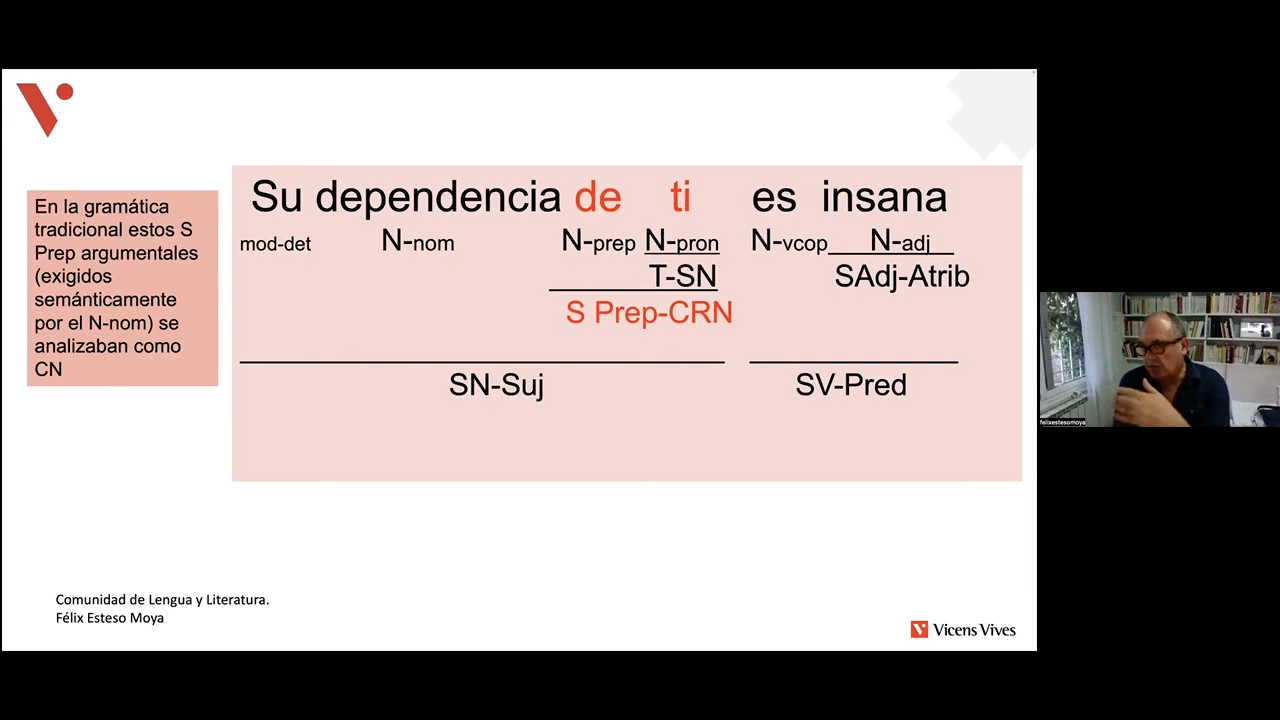 En la gramática
tradicional estos S
Prep argumentales
(exigidos
semánticamente
por el N-nom) se
analizaban como
CN
Su dependencia de ti es insana
mod-det N-nom N-prep N-pron N-vcop N-adj
T-SN SAdj-Atrib
S Prep-CRN
SN-Suj SV-Pred
felixestesomoya
Comunidad de Lengua y Literatura.
Félix Esteso Moya
Vicens Vives